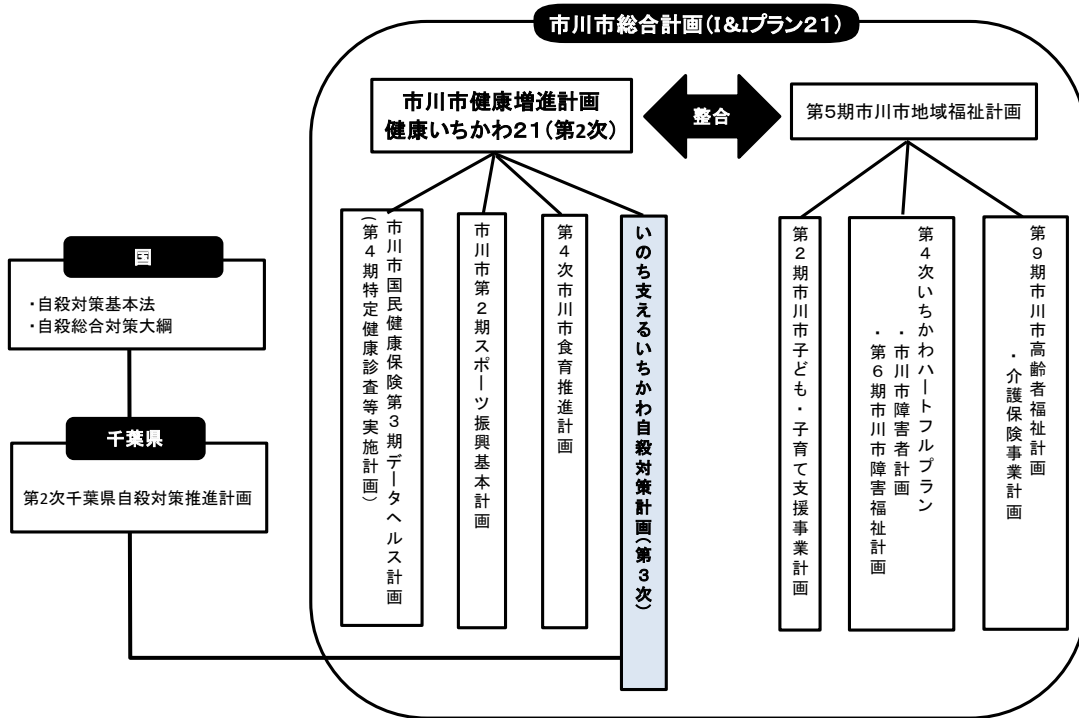 市川市総合計画(I&Iプラン21)
市川市健康増進計画
健康いちかわ21(第2次)
整合
第5期市川市地域福祉計画
国
・自殺対策基本法
・自殺総合対策大綱
千葉県
第2次千葉県自殺対策推進計画
市川市国民健康保険第3期データヘルス計画
(第4期特定健康診査等実施計画)
市川市第2期スポーツ振興基本計画
第4次市川市食育推進計画
いのち支えるいちかわ自殺対策計画(第3次)
第2期市川市子ども・子育て支援事業計画
第4次いちかわハートフルプラン
・市川市障害者計画
・第6期市川市障害福祉計画
第9期市川市高齢者福祉計画
・介護保険事業計画